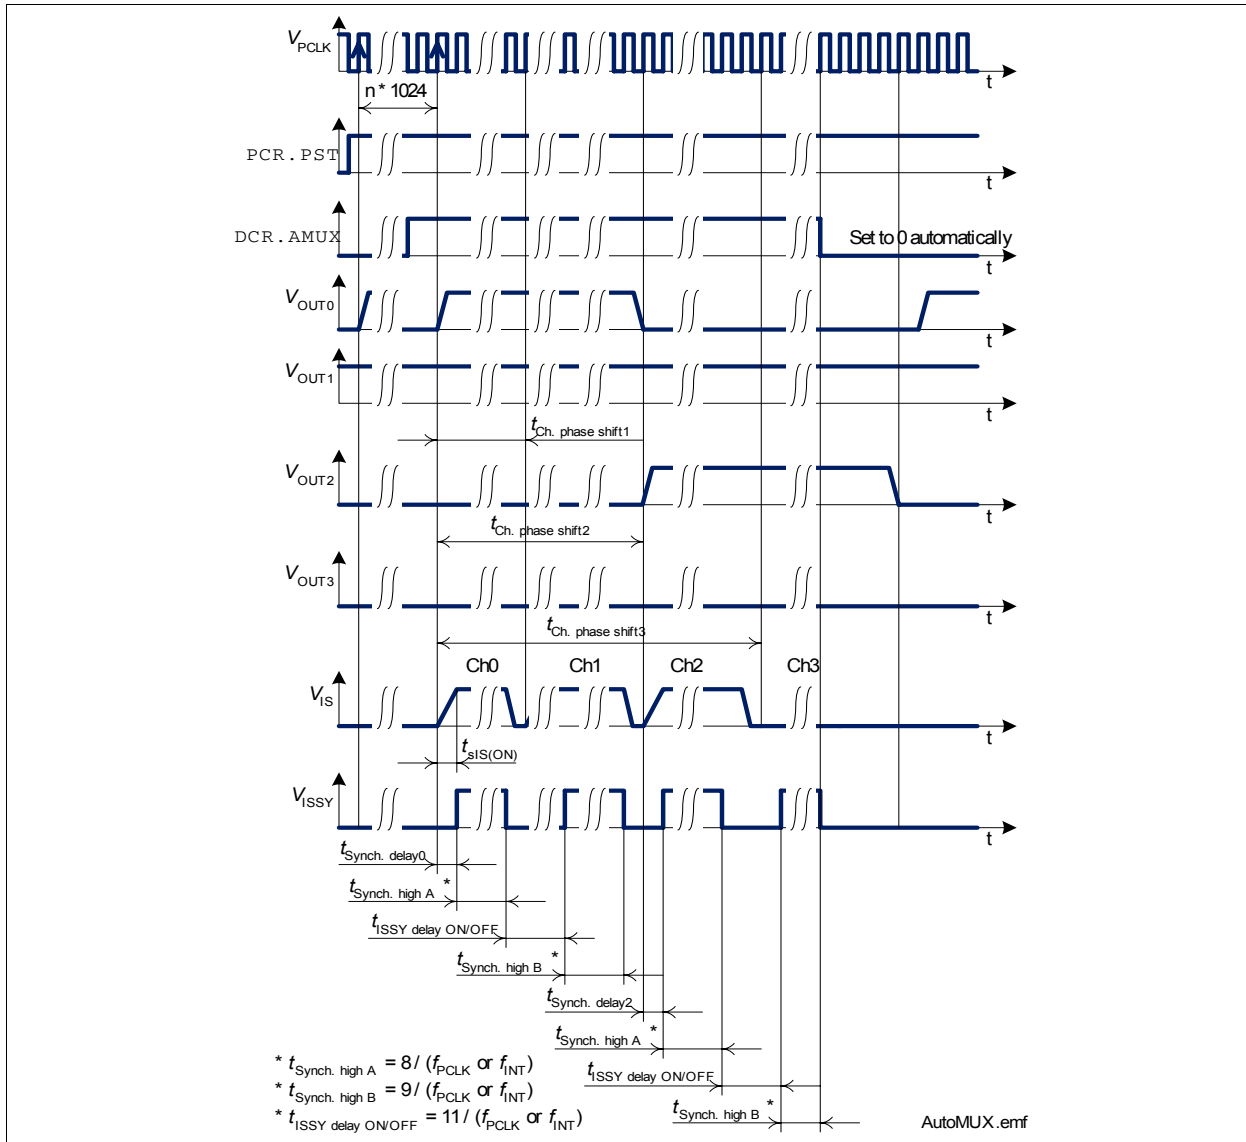 VPCLK
t
n * 1024
PCR.PST
t
DCR.AMUX
Set to 0 automatically
t
VOUT0
t
VOUT1
t
tCh. phase shift1
VOUT2
t
tCh. phase shift2
VOUT3
t
tCh. phase shift3
Ch0 Ch1 Ch2 Ch3
VIS
t
tsIS(ON)
VISSY
t
tSynch. delay0
tSynch. high A *
tISSY delay ON/OFF
tSynch. high B *
tSynch. delay2
tSynch. high A *
tISSY delay ON/OFF
tSynch. high B *
* tSynch. high A = 8 / (fPCLK or fINT)
* tSynch. high B = 9 / (fPCLK or fINT)
* tISSY delay ON/OFF = 11 / (fPCLK or fINT)
AutoMUX.emf